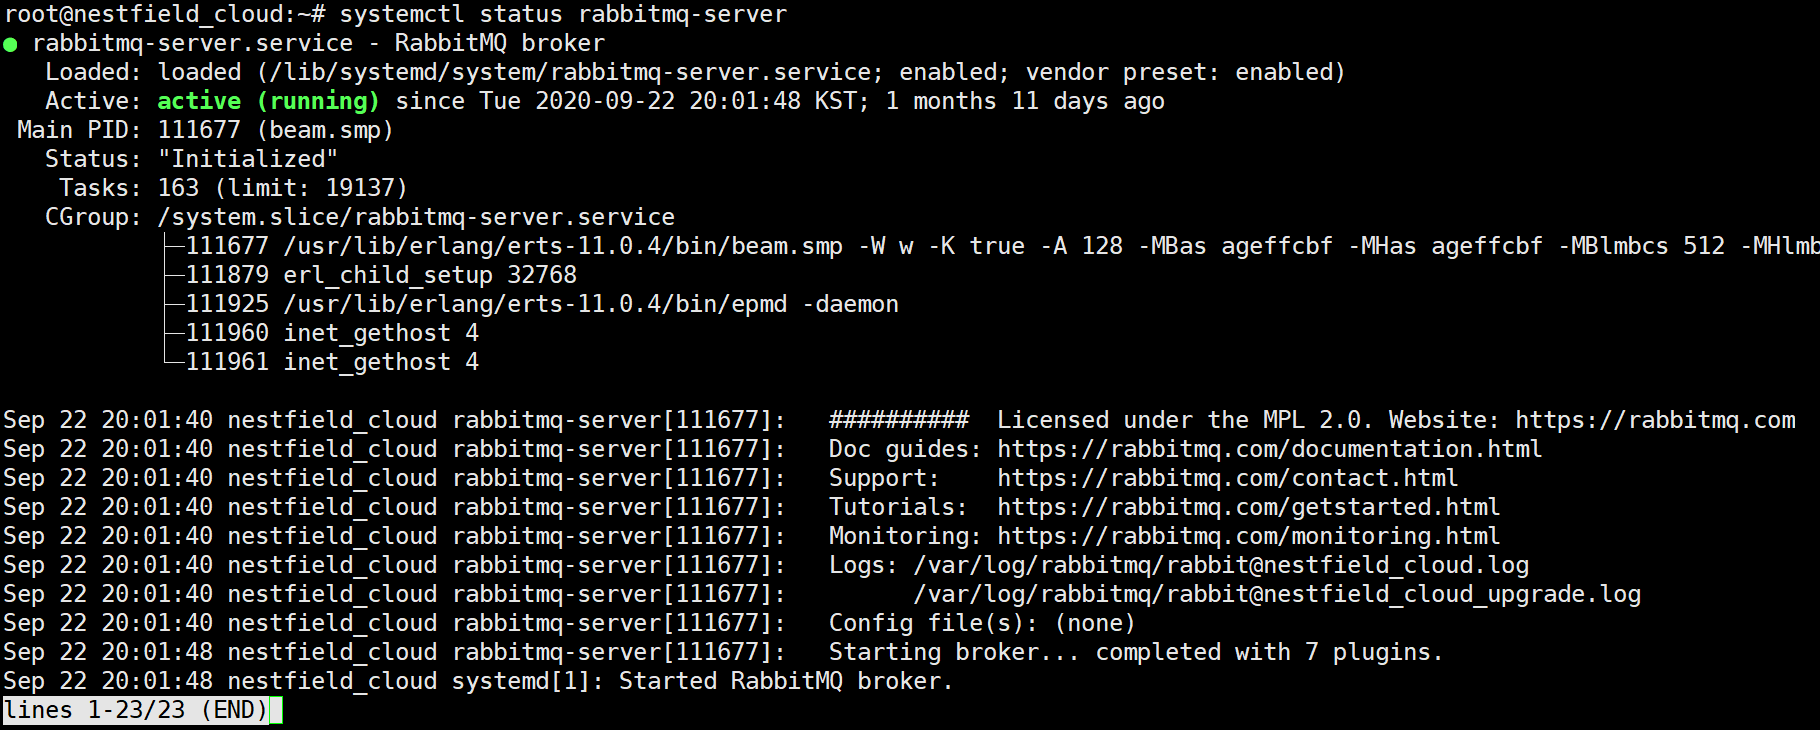 root@nestfield_cloud:~# systemctl status rabbitmq-server
● rabbitmq-server.service - RabbitMQ broker
   Loaded: loaded (/lib/systemd/system/rabbitmq-server.service; enabled; vendor preset: enabled)
   Active: active (running) since Tue 2020-09-22 20:01:48 KST; 1 months 11 days ago
 Main PID: 111677 (beam.smp)
   Status: "Initialized"
    Tasks: 163 (limit: 19137)
   CGroup: /system.slice/rabbitmq-server.service
           ├─111677 /usr/lib/erlang/erts-11.0.4/bin/beam.smp -W w -K true -A 128 -MBas ageffcbf -MHas ageffcbf -MBlmbcs 512 -MHlmb
           ├─111879 erl_child_setup 32768
           ├─111925 /usr/lib/erlang/erts-11.0.4/bin/epmd -daemon
           ├─111960 inet_gethost 4
           └─111961 inet_gethost 4

Sep 22 20:01:40 nestfield_cloud rabbitmq-server[111677]:   ##########  Licensed under the MPL 2.0. Website: https://rabbitmq.com
Sep 22 20:01:40 nestfield_cloud rabbitmq-server[111677]:   Doc guides: https://rabbitmq.com/documentation.html
Sep 22 20:01:40 nestfield_cloud rabbitmq-server[111677]:   Support:    https://rabbitmq.com/contact.html
Sep 22 20:01:40 nestfield_cloud rabbitmq-server[111677]:   Tutorials:  https://rabbitmq.com/getstarted.html
Sep 22 20:01:40 nestfield_cloud rabbitmq-server[111677]:   Monitoring: https://rabbitmq.com/monitoring.html
Sep 22 20:01:40 nestfield_cloud rabbitmq-server[111677]:   Logs: /var/log/rabbitmq/rabbit@nestfield_cloud.log
Sep 22 20:01:40 nestfield_cloud rabbitmq-server[111677]:         /var/log/rabbitmq/rabbit@nestfield_cloud_upgrade.log
Sep 22 20:01:40 nestfield_cloud rabbitmq-server[111677]:   Config file(s): (none)
Sep 22 20:01:48 nestfield_cloud rabbitmq-server[111677]:   Starting broker... completed with 7 plugins.
Sep 22 20:01:48 nestfield_cloud systemd[1]: Started RabbitMQ broker.
lines 1-23/23 (END)